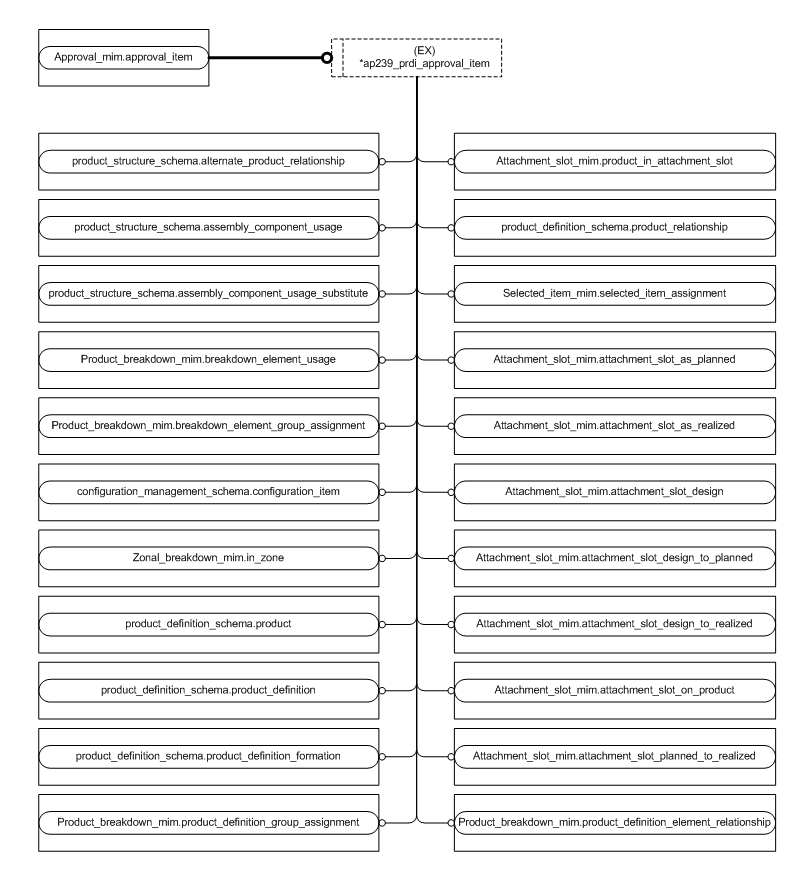 Approval_mim.approval_item
(EX)
*ap239_prdi_approval_item
product_structure_schema.alternate_product_relationship
Attachment_slot_mim.product_in_attachment_slot
product_structure_schema.assembly_component_usage
product_definition_schema.product_relationship
product_structure_schema.assembly_component_usage_substitute
Selected_item_mim.selected_item_assignment
Product_breakdown_mim.breakdown_element_usage
Attachment_slot_mim.attachment_slot_as_planned
Product_breakdown_mim.breakdown_element_group_assignment
Attachment_slot_mim.attachment_slot_as_realized
configuration_management_schema.configuration_item
Attachment_slot_mim.attachment_slot_design
Zonal_breakdown_mim.in_zone
Attachment_slot_mim.attachment_slot_design_to_planned
product_definition_schema.product
Attachment_slot_mim.attachment_slot_design_to_realized
product_definition_schema.product_definition
Attachment_slot_mim.attachment_slot_on_product
product_definition_schema.product_definition_formation
Attachment_slot_mim.attachment_slot_planned_to_realized
Product_breakdown_mim.product_definition_group_assignment
Product_breakdown_mim.product_definition_element_relationship